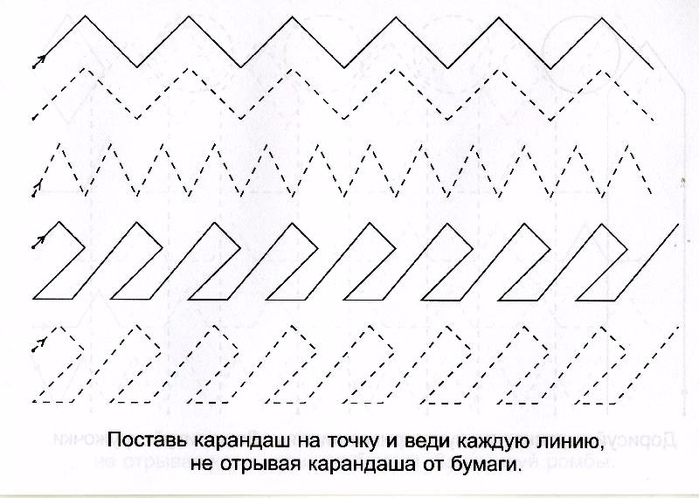 Поставь карандаш на точку и веди каждую линию,
не отрывая карандаша от бумаги.